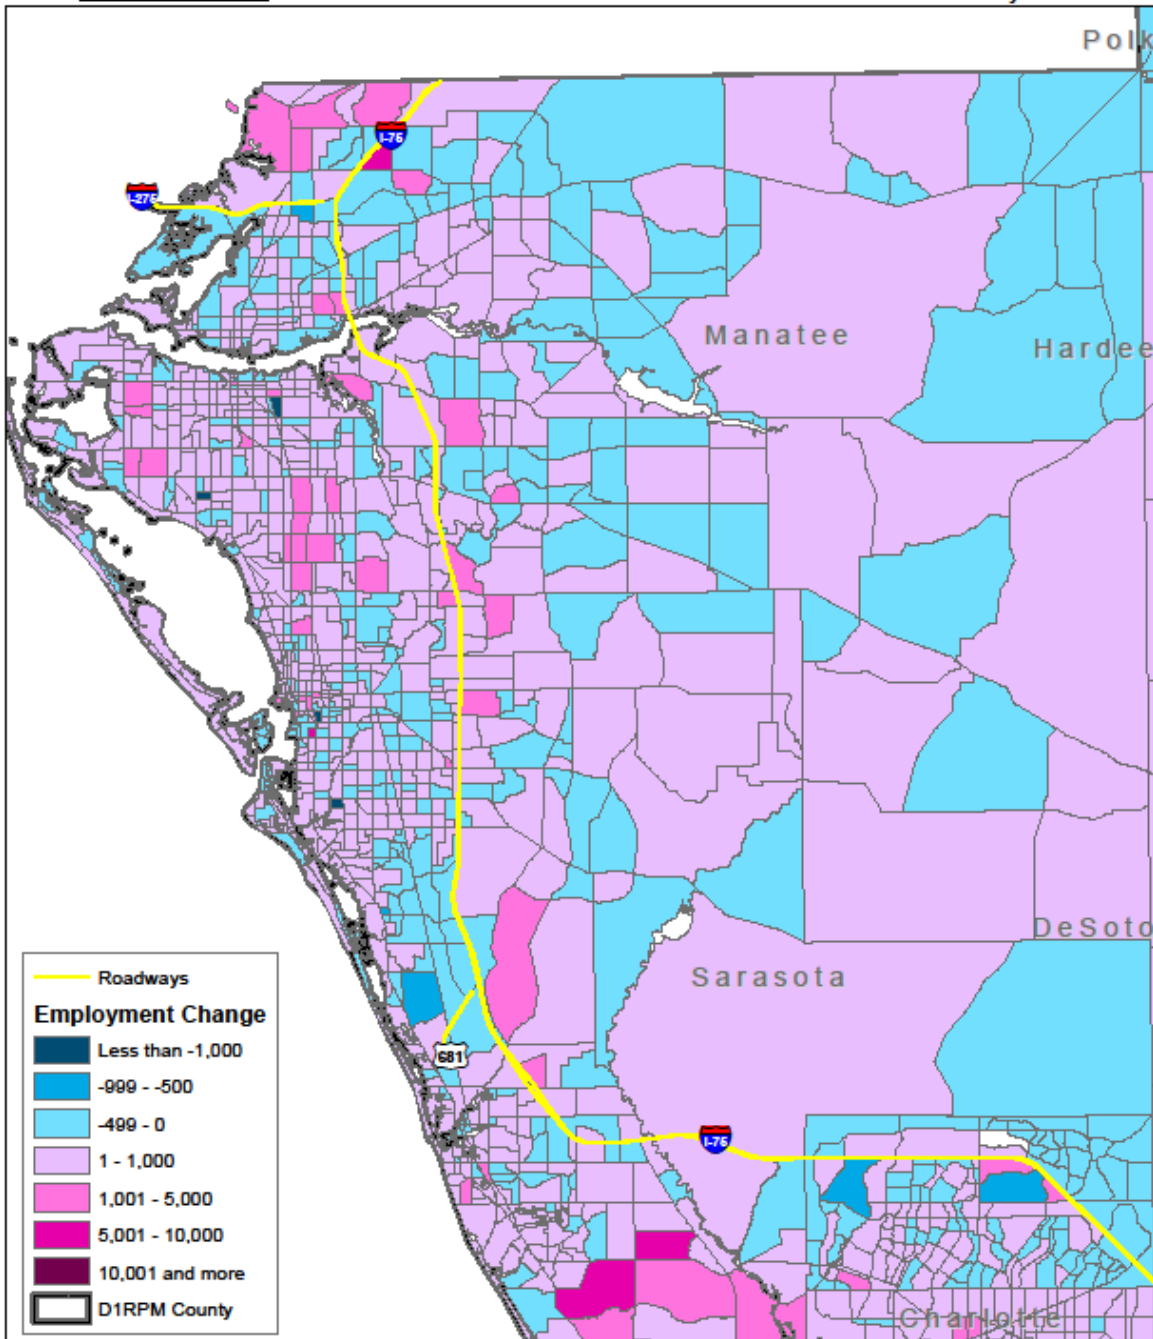 Polk
I-75
I-275
Manatee
Hardee
DeSoto
Sarasota
Roadways
Employment Change
Less than -1,000
-999 - -500
-499 - 0
1 - 1,000
1,001 - 5,000
5,001 - 10,000
10,001 and more
D1RPM County
681
I-75
Charlotte